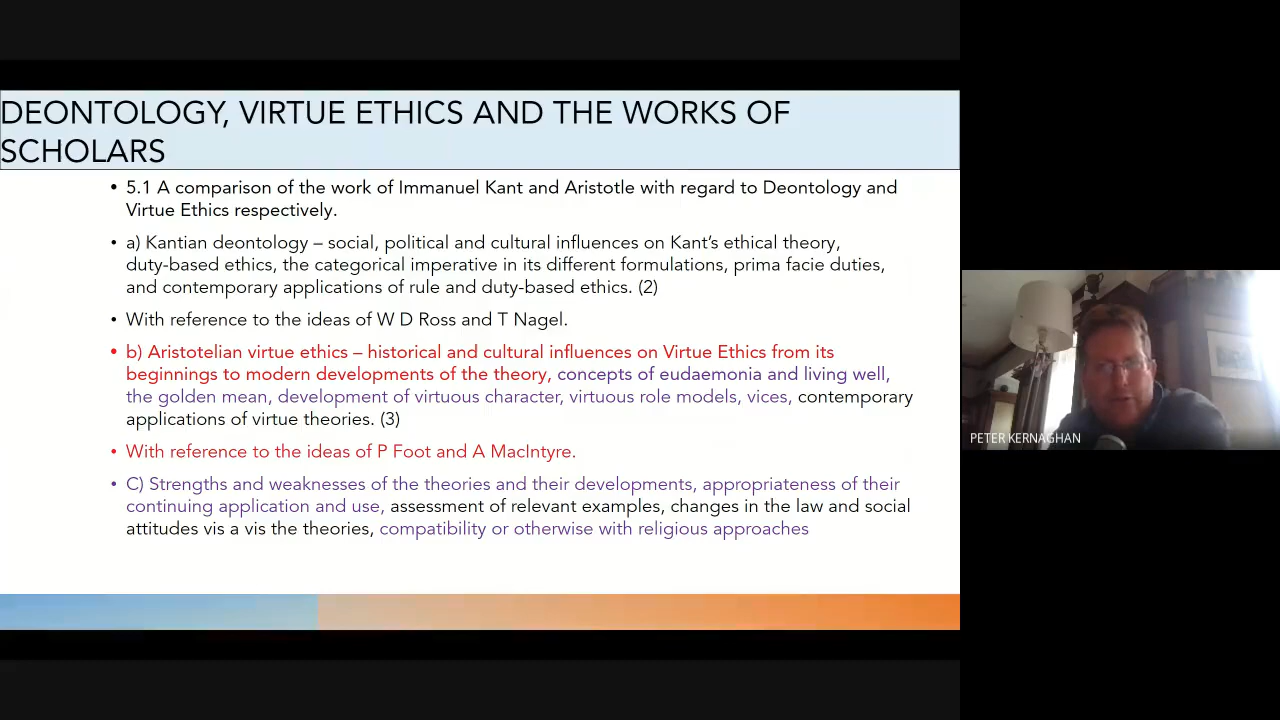 DEONTOLOGY, VIRTUE ETHICS AND THE WORKS OF
SCHOLARS
• 5.1 A comparison of the work of Immanuel Kant and Aristotle with regard to Deontology and
Virtue Ethics respectively.
• a) Kantian deontology – social, political and cultural influences on Kant's ethical theory,
duty-based ethics, the categorical imperative in its different formulations, prima facie duties,
and contemporary applications of rule and duty-based ethics. (2)
• With reference to the ideas of W D Ross and T Nagel.
• b) Aristotelian virtue ethics – historical and cultural influences on Virtue Ethics from its
beginnings to modern developments of the theory, concepts of eudaemonia and living well,
the golden mean, development of virtuous character, virtuous role models, vices, contemporary
applications of virtue theories. (3)
• With reference to the ideas of P Foot and A MacIntyre.
• C) Strengths and weaknesses of the theories and their developments, appropriateness of their
continuing application and use, assessment of relevant examples, changes in the law and social
attitudes vis a vis the theories, compatibility or otherwise with religious approaches
PETER KERNAGHAN